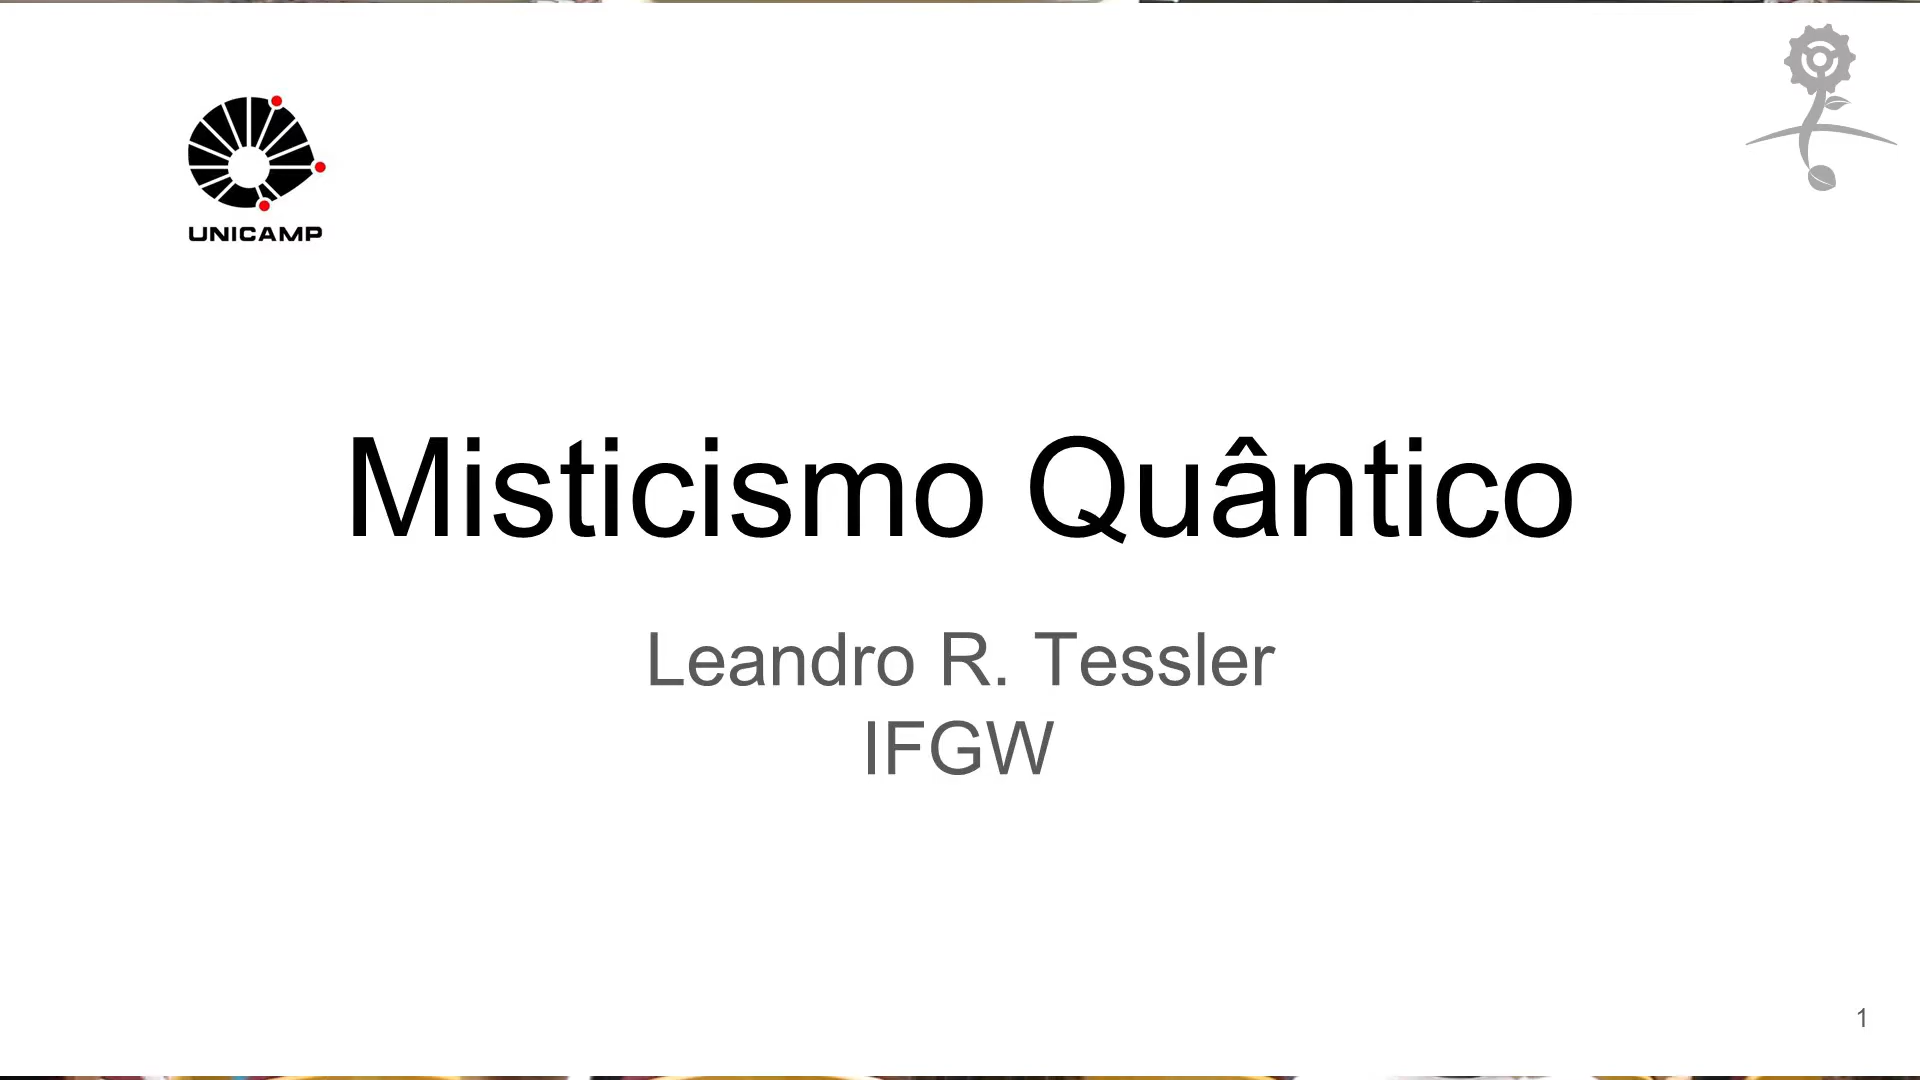 UNICAMP
Misticismo Quântico
Leandro R. Tessler
IFGW
1